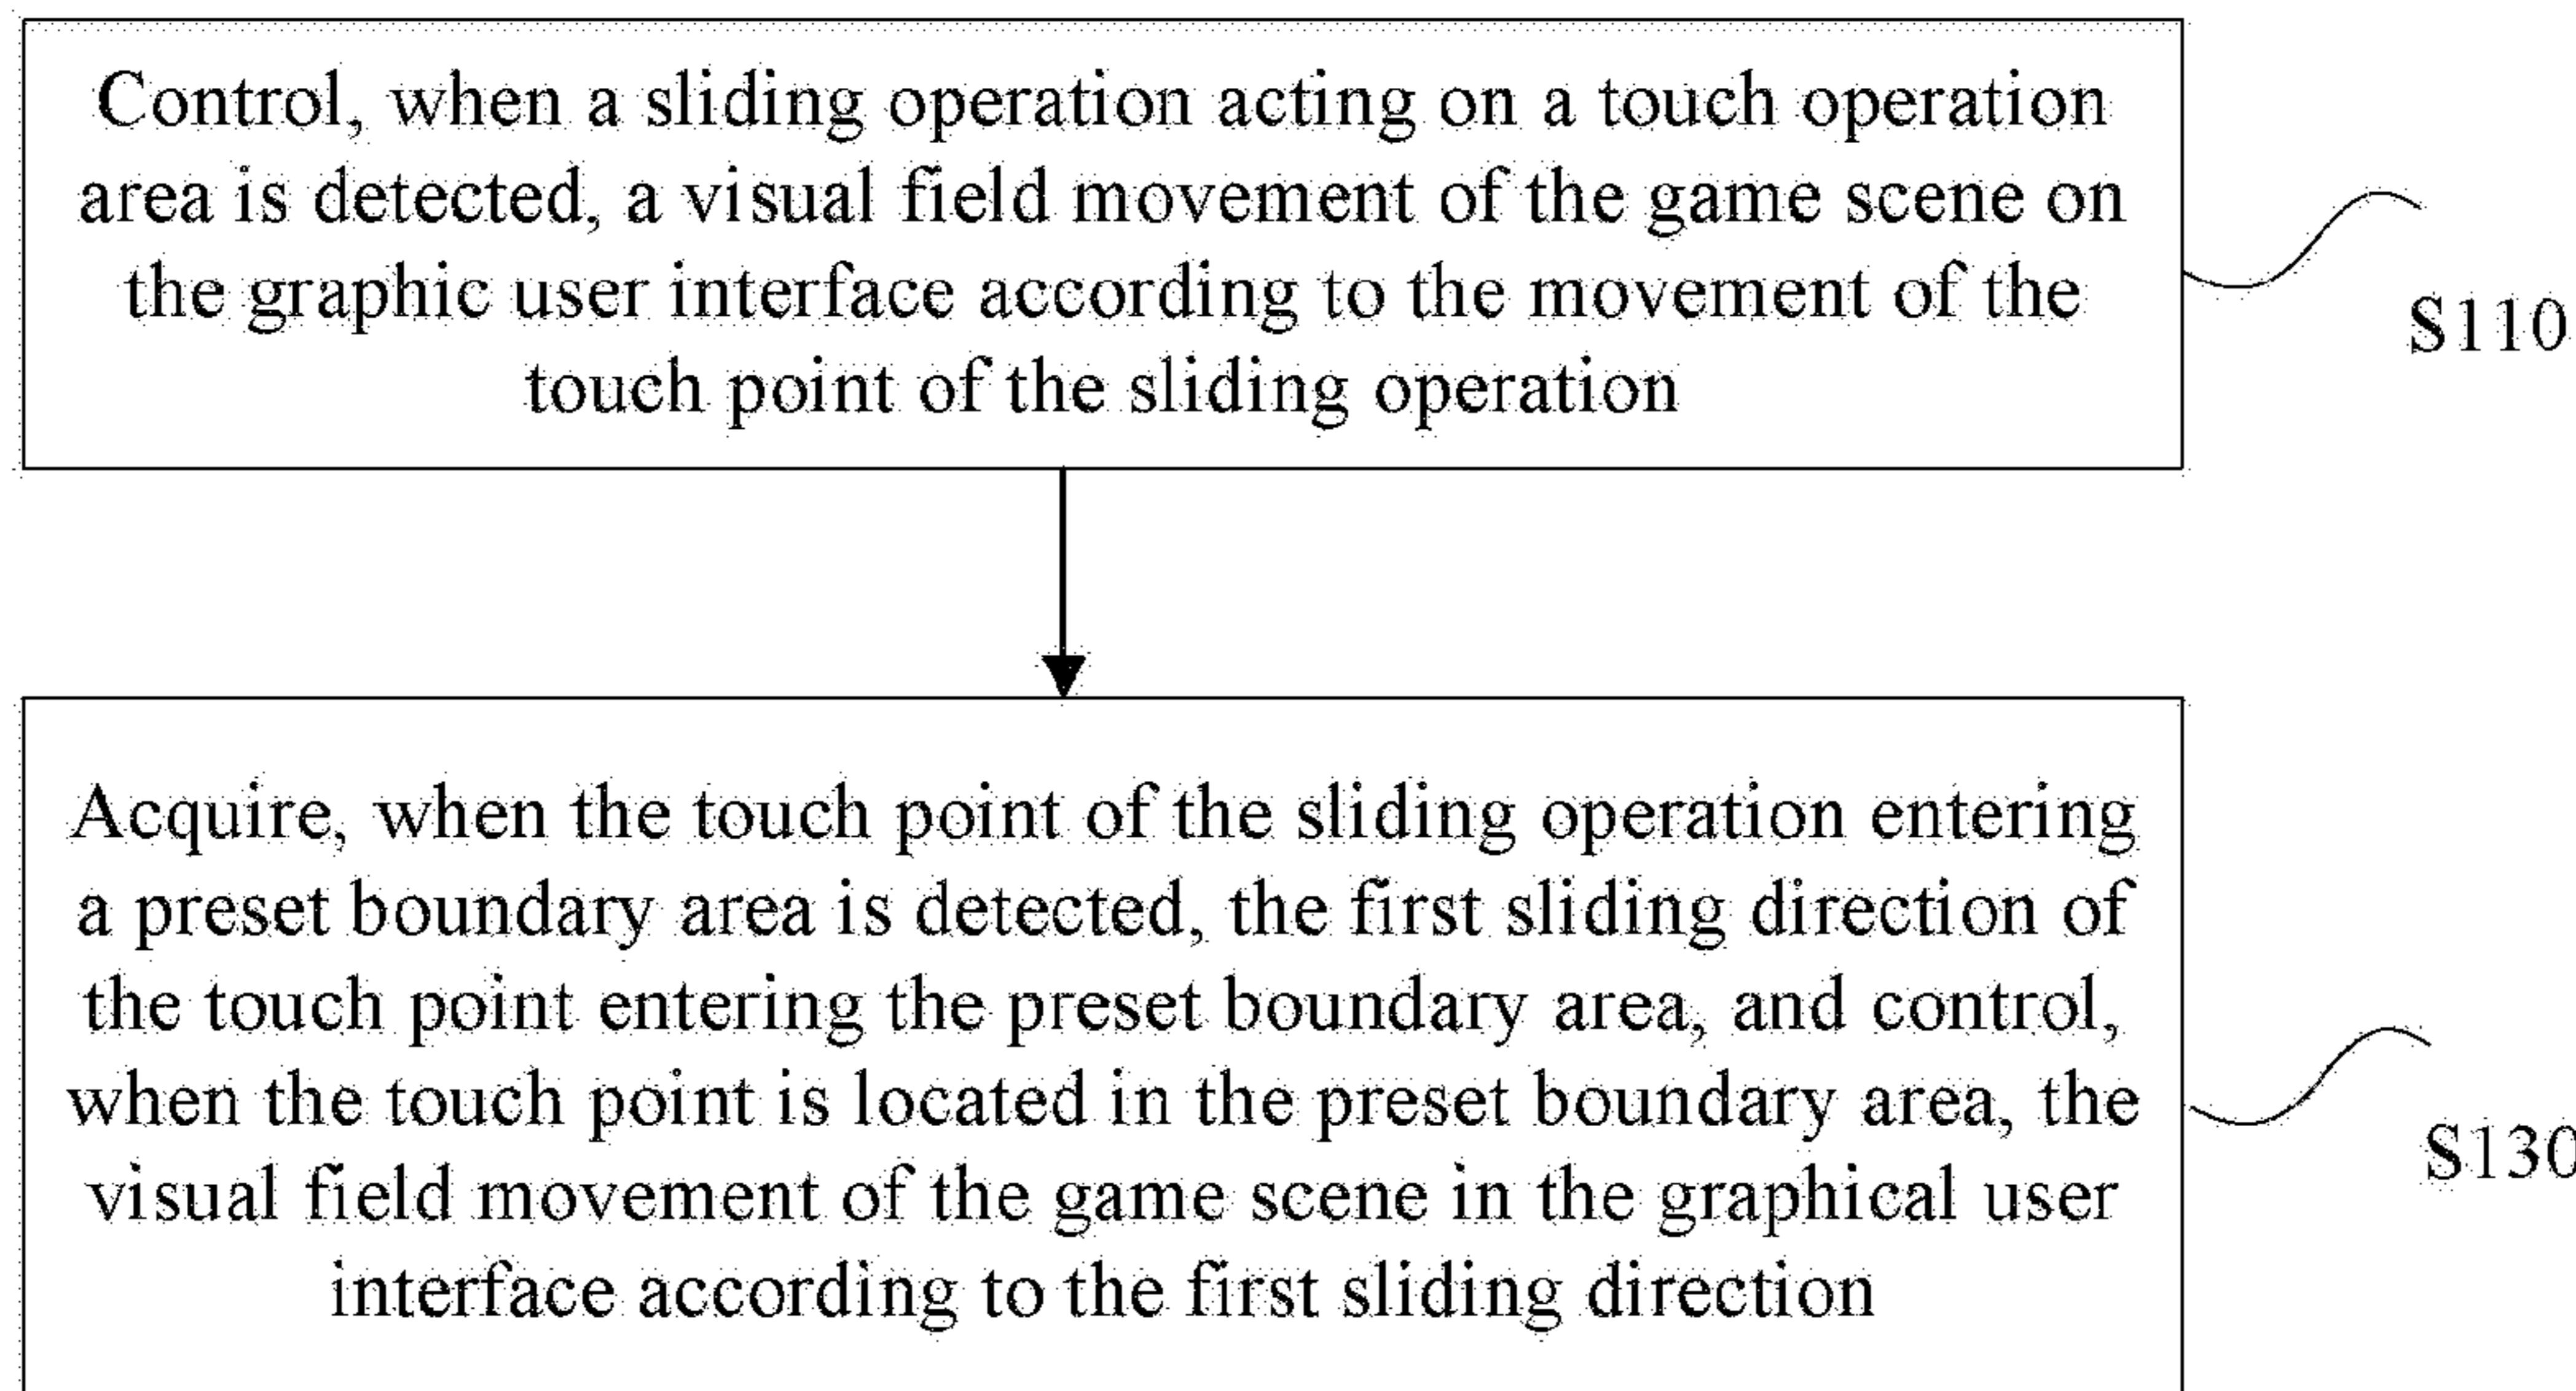 Control, when a sliding operation acting on a touch operation
area is detected, a visual field movement of the game scene on
the graphic user interface according to the movement of the
touch point of the sliding operation
S110
Acquire, when the touch point of the sliding operation entering
a preset boundary area is detected, the first sliding direction of
the touch point entering the preset boundary area, and control,
when the touch point is located in the preset boundary area, the
visual field movement of the game scene in the graphical user
interface according to the first sliding direction
S130